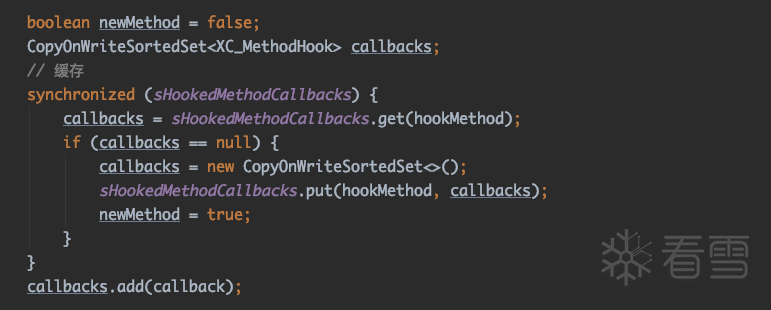 boolean newMethod = false;
CopyOnWriteSortedSet<XC_MethodHook> callbacks;
// 缓存
synchronized (sHookedMethodCallbacks) {
    callbacks = sHookedMethodCallbacks.get(hookMethod);
    if (callbacks == null) {
        callbacks = new CopyOnWriteSortedSet<>();
        sHookedMethodCallbacks.put(hookMethod, callbacks);
        newMethod = true;
    }
}
callbacks.add(callback);
看雪